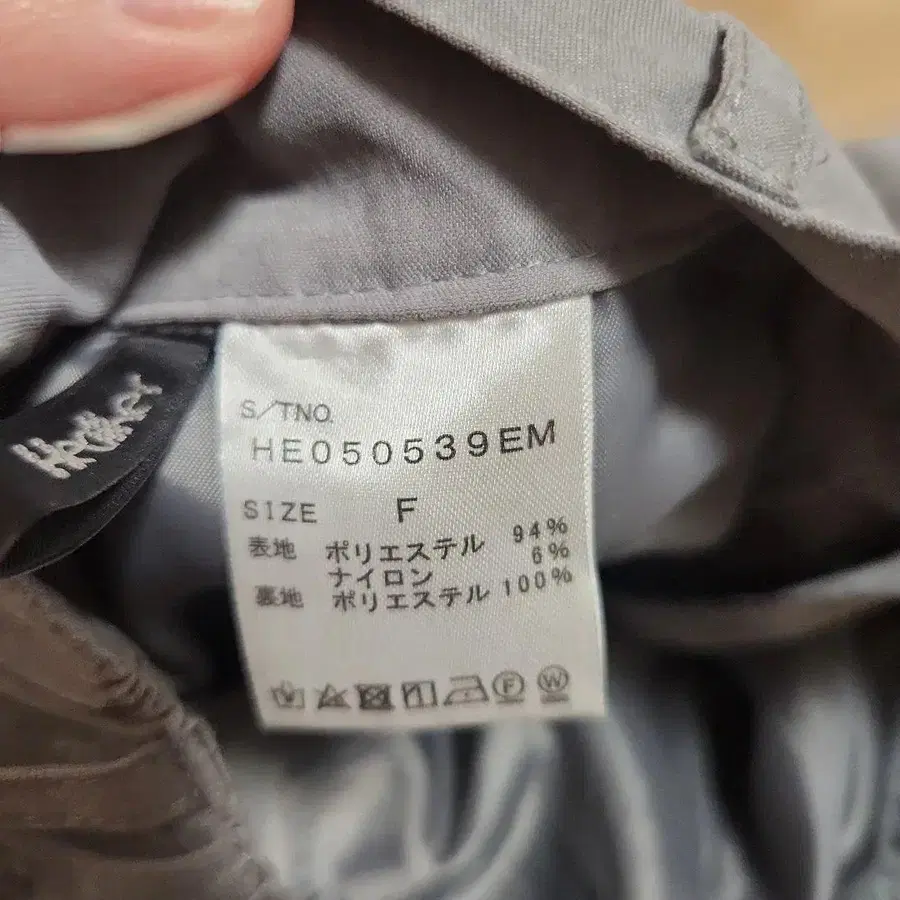 S/TNO.
HE050539EM
SIZE F
表地 ポリエステル 94%
ナイロン 6%
裏地 ポリエステル 100%
F W